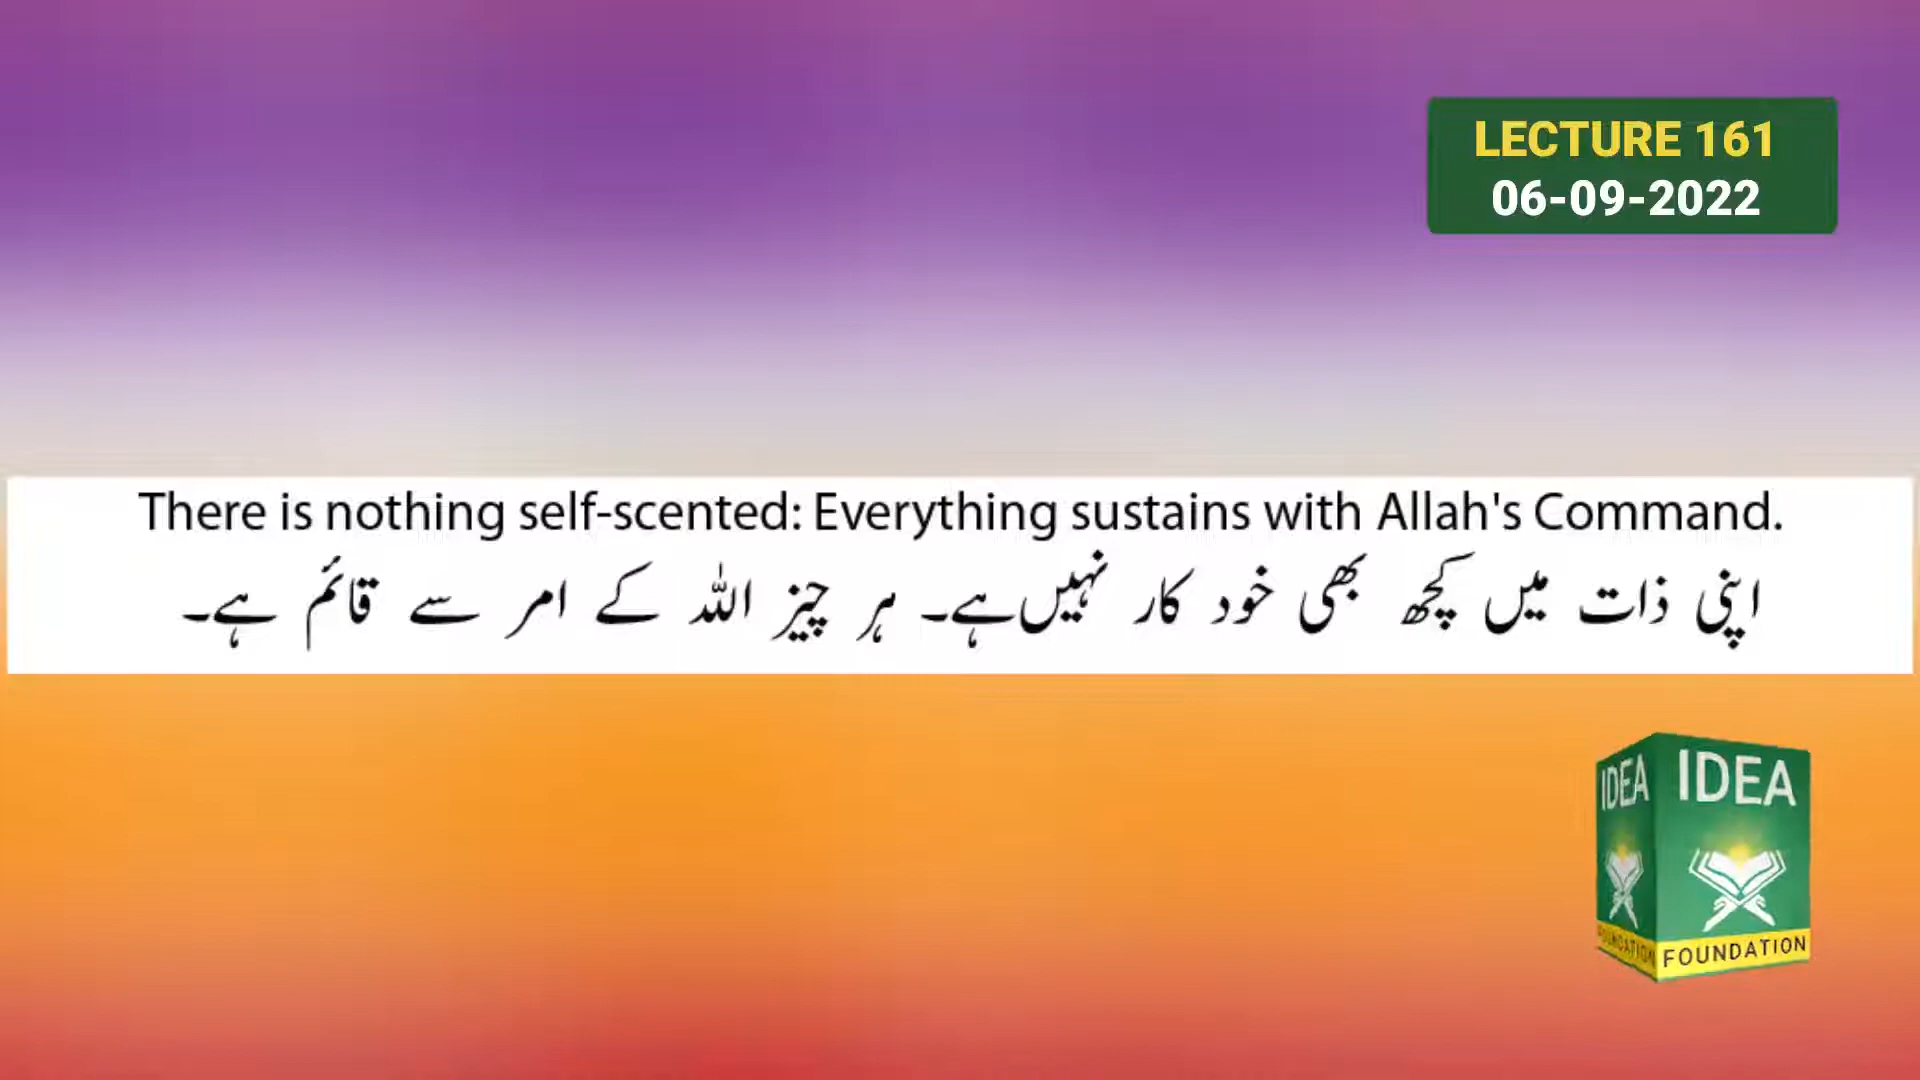 LECTURE 161
06-09-2022
There is nothing self-scented: Everything sustains with Allah's Command.
اپنی ذات میں کچھ بھی خود کار نہیں ہے۔ ہر چیز اللہ کے امر سے قائم ہے۔
IDEA
IDEA
FOUNDATION
FOUNDATION